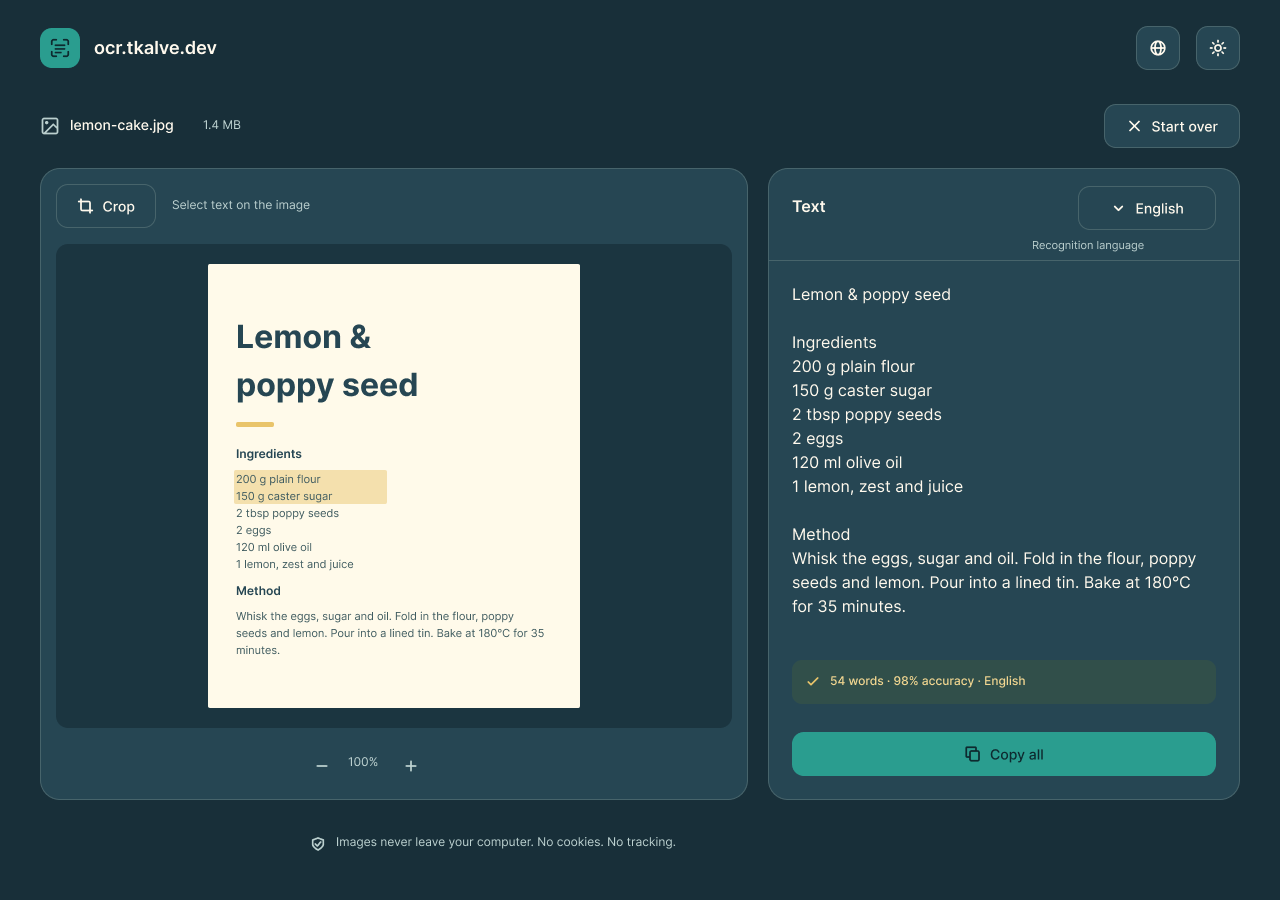 ocr.tkalve.dev
lemon-cake.jpg
1.4 MB
Start over
Crop
Select text on the image
Lemon &
poppy seed
Ingredients
200 g plain flour
150 g caster sugar
2 tbsp poppy seeds
2 eggs
120 ml olive oil
1 lemon, zest and juice
Method
Whisk the eggs, sugar and oil. Fold in the flour, poppy
seeds and lemon. Pour into a lined tin. Bake at 180°C for 35
minutes.
100%
Text
English
Recognition language
Lemon & poppy seed
Ingredients
200 g plain flour
150 g caster sugar
2 tbsp poppy seeds
2 eggs
120 ml olive oil
1 lemon, zest and juice
Method
Whisk the eggs, sugar and oil. Fold in the flour, poppy
seeds and lemon. Pour into a lined tin. Bake at 180°C
for 35 minutes.
54 words · 98% accuracy · English
Copy all
Images never leave your computer. No cookies. No tracking.